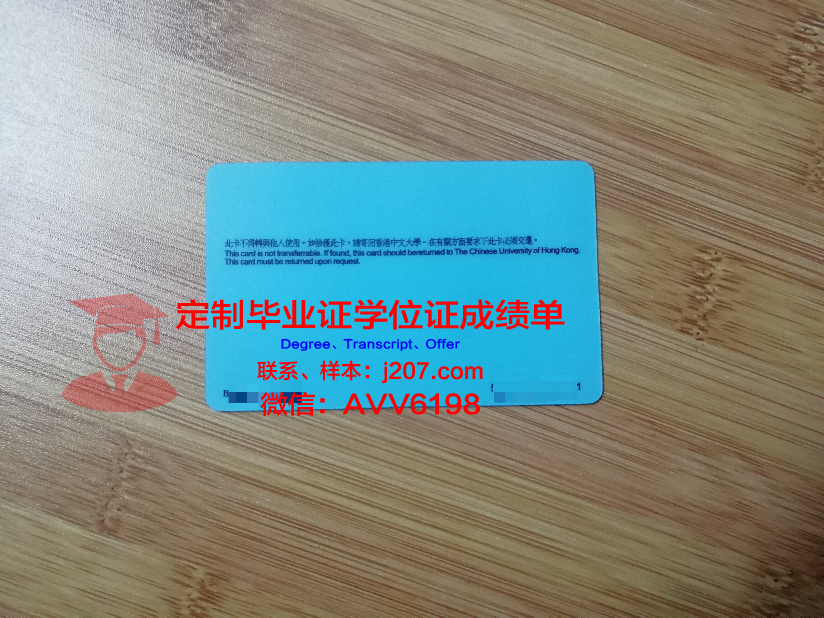 此卡不得轉與他人使用。如拾獲此卡，請寄回香港中文大學。在有關方面要求下此卡必須交還。
This card is not transferrable. If found, this card should bereturned to The Chinese University of Hong Kong.
This card must be returned upon request.
定制毕业证学位证成绩单
Degree、Transcript、Offer
联系、样本：j207.com
B
1
微信：AVV6198